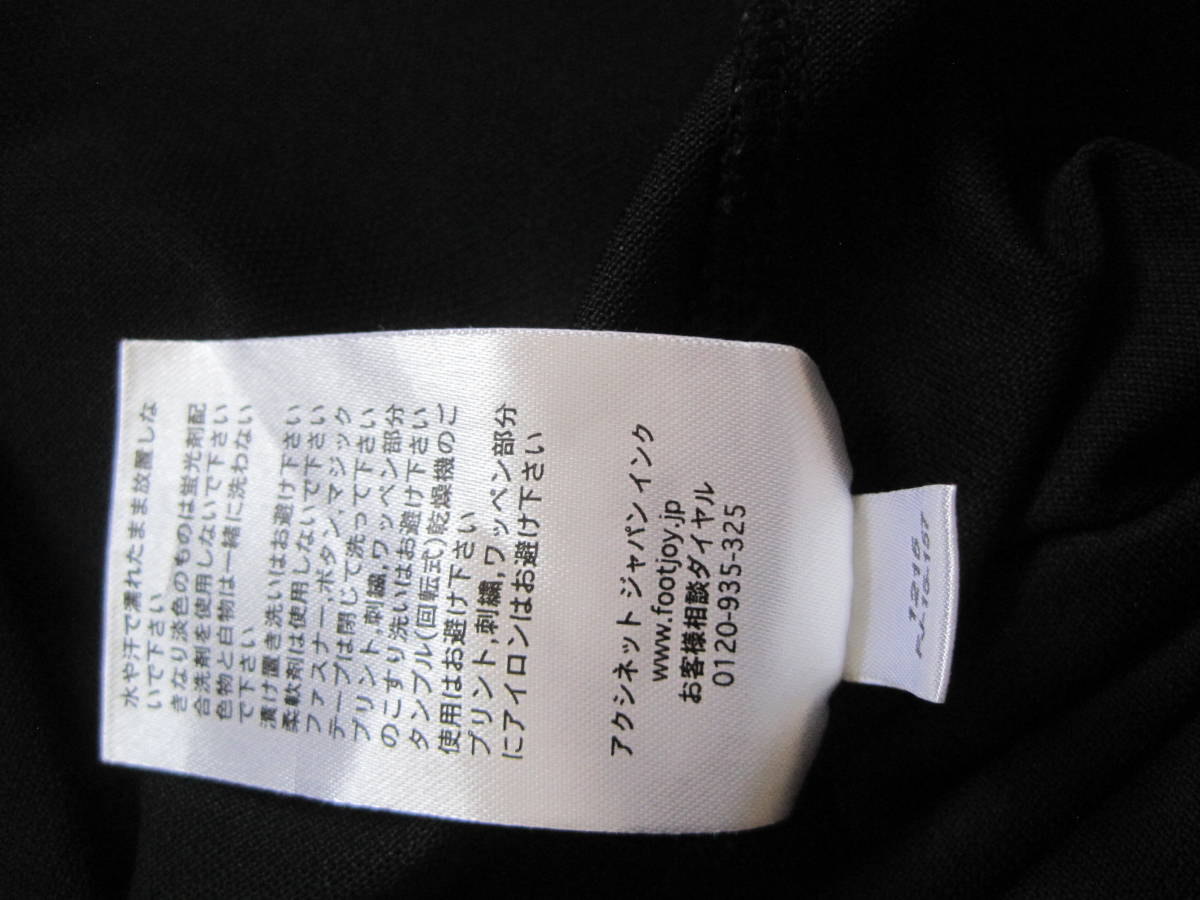 水や汗で濡れたまま放置しな
いで下さい
きなり淡色のものは蛍光剤配
合洗剤を使用しないで下さい
色物と白物は一緒に洗わない
で下さい
漬け置き洗いはお避け下さい
柔軟剤は使用しないで下さい
ファスナー､ボタン､マジック
テープは閉じて洗って下さい
プリント､刺繍､ワッペン部分
のこすり洗いはお避け下さい
タンブル(回転式)乾燥機のご
使用はお避け下さい
プリント､刺繍､ワッペン部分
にアイロンはお避け下さい
アクシネット ジャパン インク
www.footjoy.jp
お客様相談ダイヤル
0120-935-325
1215
FJ-10-157